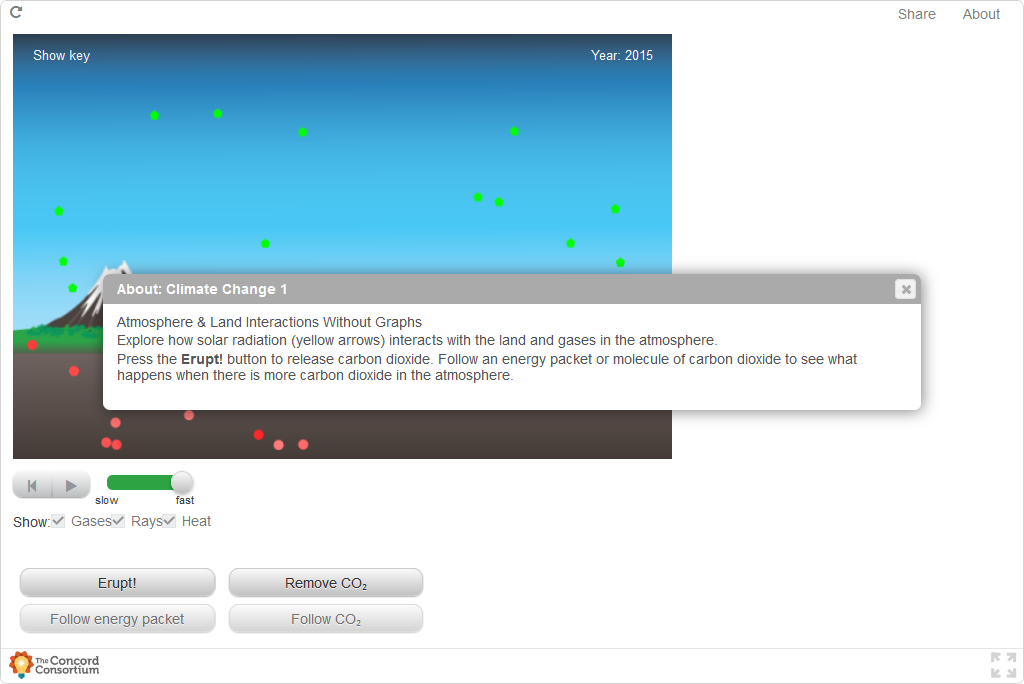 Share About
Show key Year: 2015
About: Climate Change 1
Atmosphere & Land Interactions Without Graphs
Explore how solar radiation (yellow arrows) interacts with the land and gases in the atmosphere.
Press the Erupt! button to release carbon dioxide. Follow an energy packet or molecule of carbon dioxide to see what
happens when there is more carbon dioxide in the atmosphere.
slow fast
Show: Gases Rays Heat
Erupt! Remove CO₂
Follow energy packet Follow CO₂
The Concord
Consortium